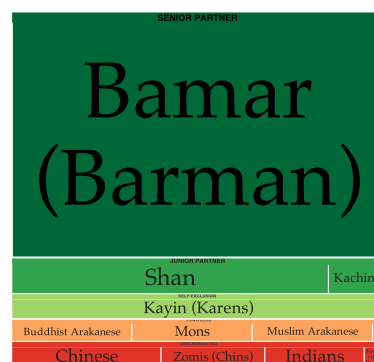 SENIOR PARTNER
Bamar
(Barman)
JUNIOR PARTNER
Shan Kachin
SELF-EXCLUSION
Kayin (Karens)
Buddhist Arakanese Mons Muslim Arakanese
Chinese Zomis (Chins) Indians